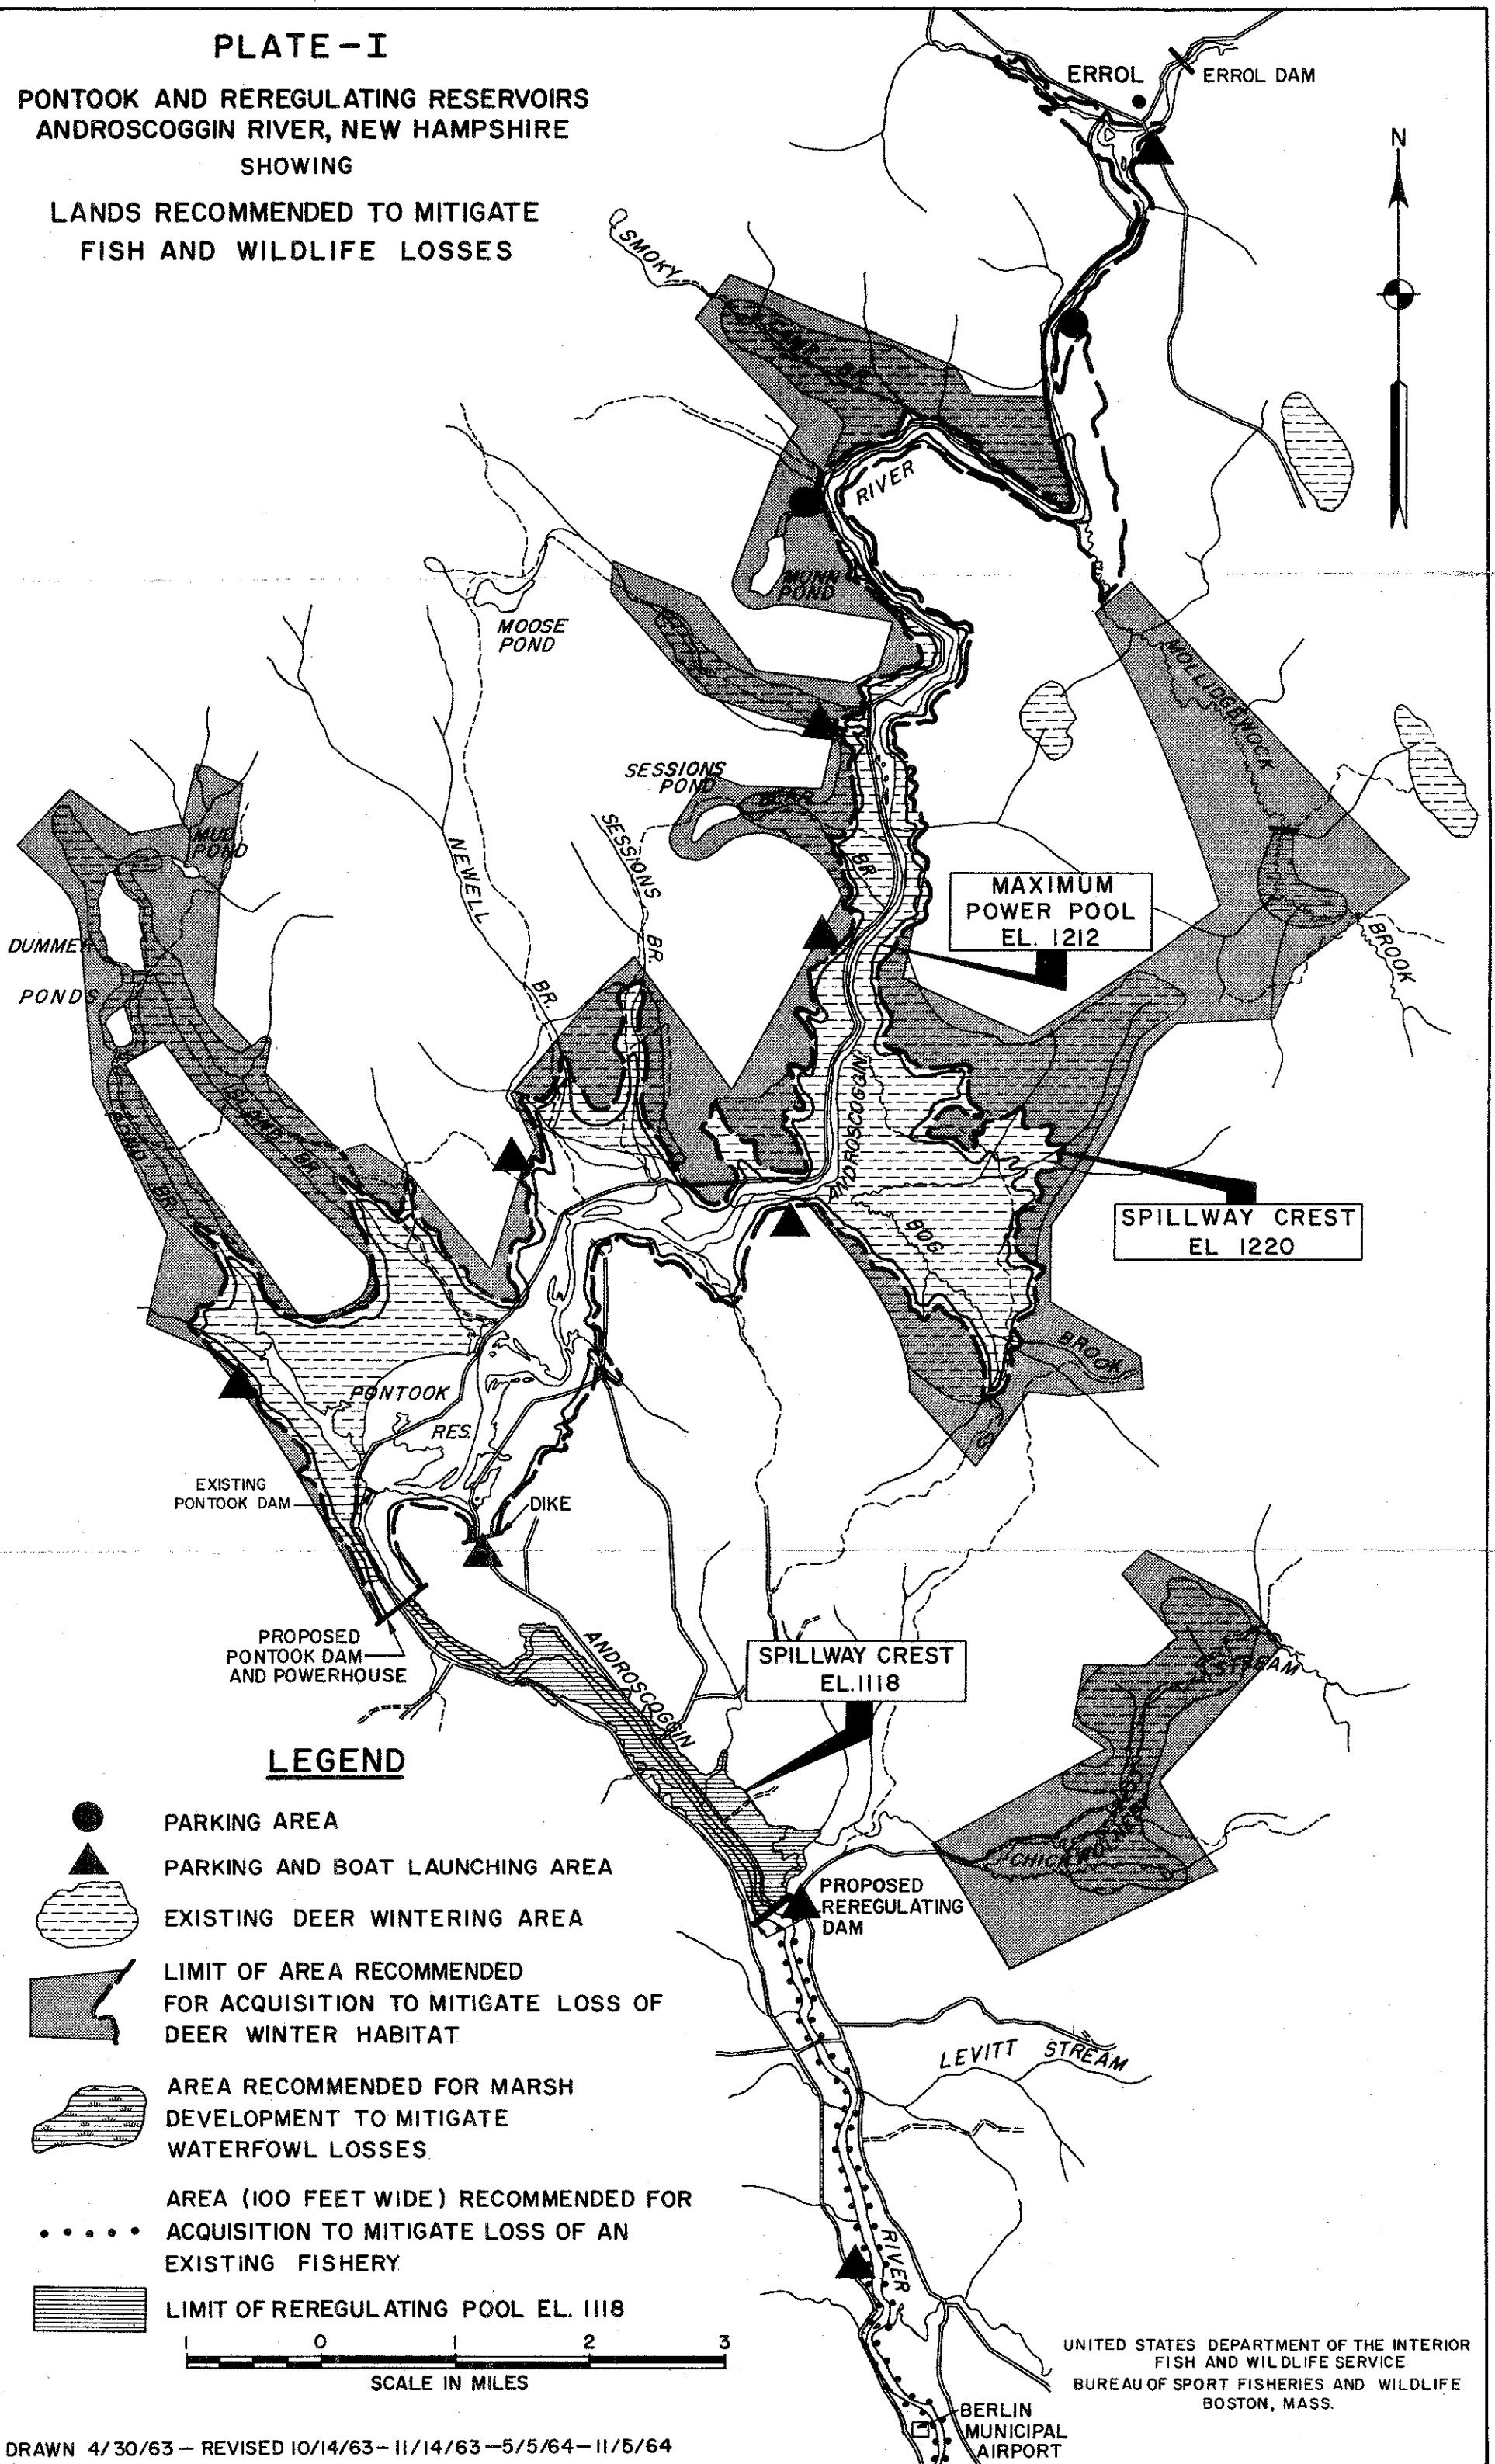 PLATE-I
PONTOOK AND REREGULATING RESERVOIRS
ANDROSCOGGIN RIVER, NEW HAMPSHIRE
SHOWING
LANDS RECOMMENDED TO MITIGATE
FISH AND WILDLIFE LOSSES
ERROL
ERROL DAM
N
SMOKY
CAMP
BR.
RIVER
MUNN
POND
MOOSE
POND
MOLLIDGEWOCK
BROOK
SESSIONS
POND
BEAR
BR.
MUD
POND
NEWELL
BR.
SESSIONS
BR.
DUMMER
PONDS
MAXIMUM
POWER POOL
EL. 1212
ISLAND
BR.
POND
BR.
ANDROSCOGGIN
BOG
BROOK
SPILLWAY CREST
EL 1220
PONTOOK
RES.
EXISTING
PONTOOK DAM
DIKE
PROPOSED
PONTOOK DAM
AND POWERHOUSE
ANDROSCOGGIN
SPILLWAY CREST
EL.1118
STREAM
CHICKWOLNEPY
PROPOSED
REREGULATING
DAM
LEVITT STREAM
RIVER
BERLIN
MUNICIPAL
AIRPORT
LEGEND
PARKING AREA
PARKING AND BOAT LAUNCHING AREA
EXISTING DEER WINTERING AREA
LIMIT OF AREA RECOMMENDED
FOR ACQUISITION TO MITIGATE LOSS OF
DEER WINTER HABITAT
AREA RECOMMENDED FOR MARSH
DEVELOPMENT TO MITIGATE
WATERFOWL LOSSES
AREA (100 FEET WIDE) RECOMMENDED FOR
ACQUISITION TO MITIGATE LOSS OF AN
EXISTING FISHERY
LIMIT OF REREGULATING POOL EL. 1118
1 0 1 2 3
SCALE IN MILES
UNITED STATES DEPARTMENT OF THE INTERIOR
FISH AND WILDLIFE SERVICE
BUREAU OF SPORT FISHERIES AND WILDLIFE
BOSTON, MASS.
DRAWN 4/30/63 — REVISED 10/14/63-11/14/63-5/5/64-11/5/64